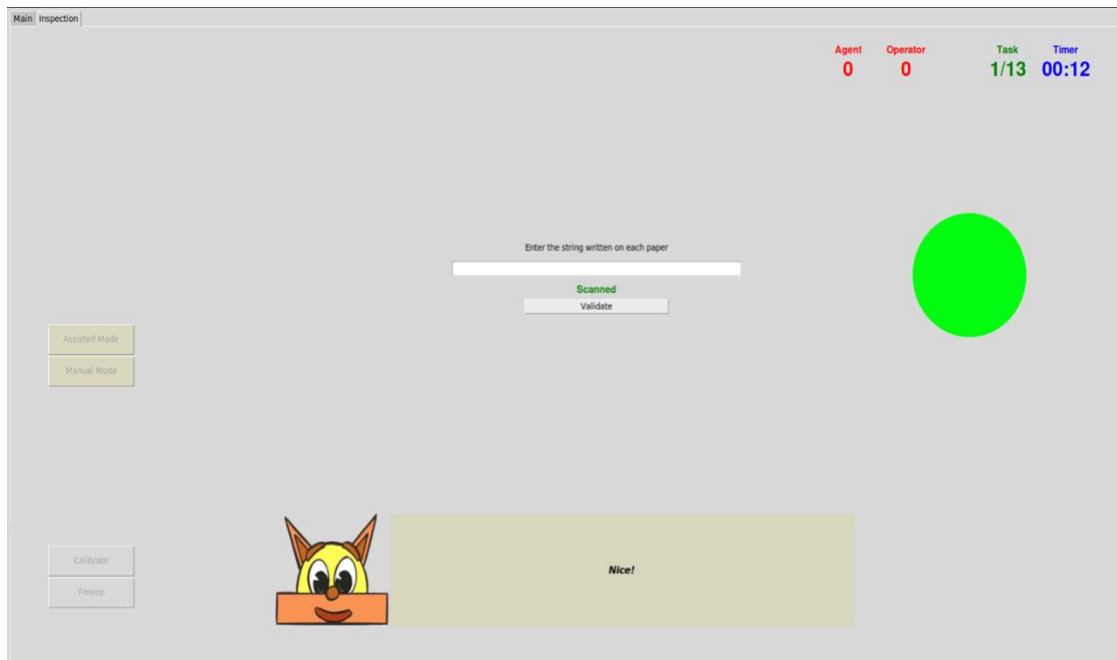 Main Inspection
Agent Operator Task Timer
0 0 1/13 00:12
Enter the string written on each paper
Scanned
Validate
Assisted Mode
Manual Mode
Calibrate
Freeze
Nice!